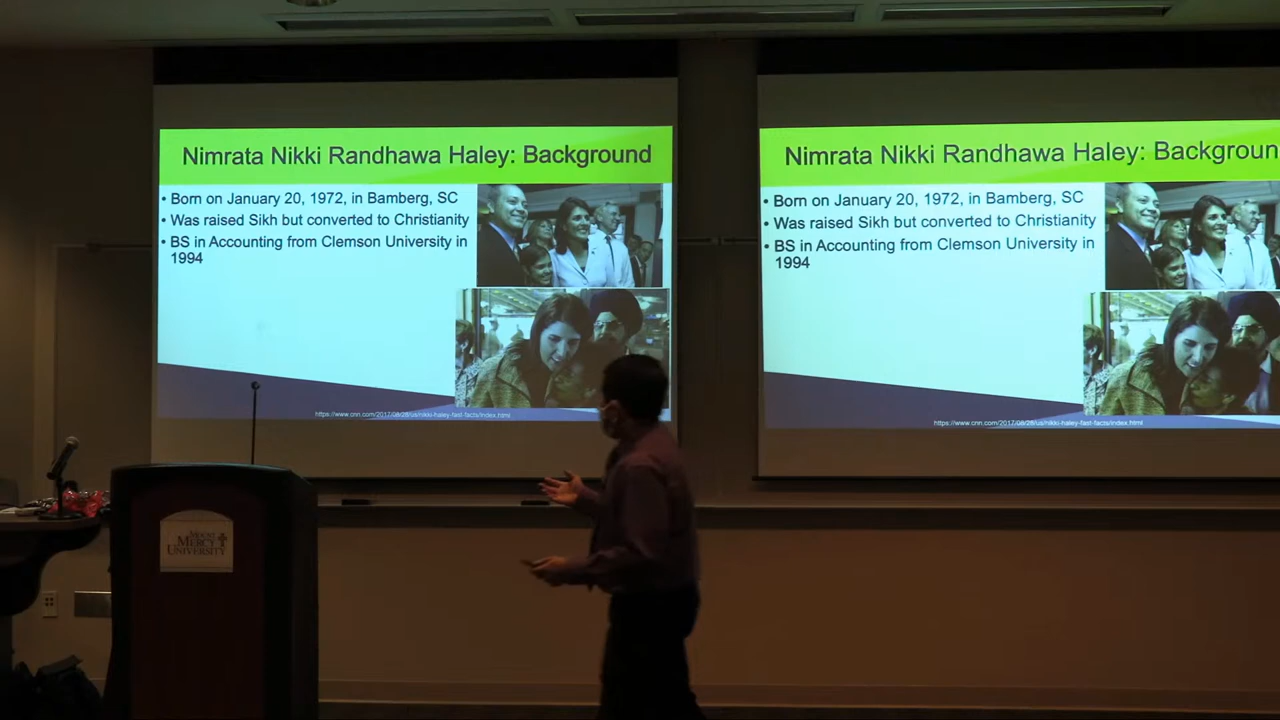 Nimrata Nikki Randhawa Haley: Background
• Born on January 20, 1972, in Bamberg, SC
• Was raised Sikh but converted to Christianity
• BS in Accounting from Clemson University in
1994
https://www.cnn.com/2017/08/28/us/nikki-haley-fast-facts/index.html
Nimrata Nikki Randhawa Haley: Backgroun
• Born on January 20, 1972, in Bamberg, SC
• Was raised Sikh but converted to Christianity
• BS in Accounting from Clemson University in
1994
https://www.cnn.com/2017/08/28/us/nikki-haley-fast-facts/index.html
MOUNT
MERCY
UNIVERSITY